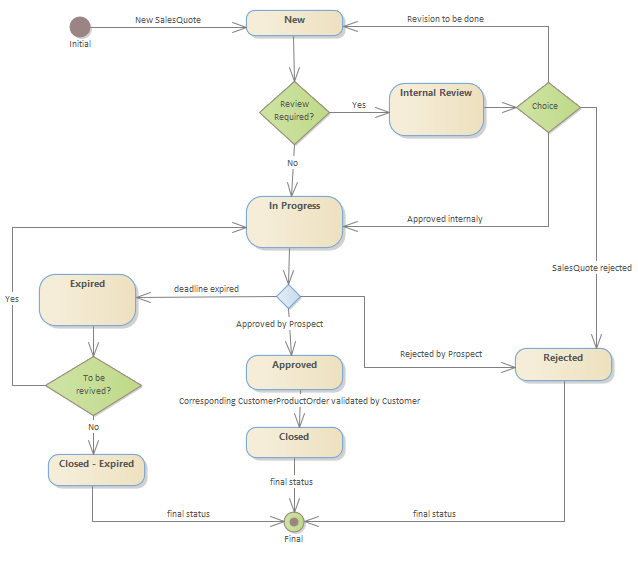 New SalesQuote
New
Revision to be done
Initial
Review
Required?
Yes
Internal Review
Choice
No
In Progress
Approved internaly
SalesQuote rejected
Expired
deadline expired
Yes
Approved by Prospect
Rejected by Prospect
Rejected
To be
revived?
Approved
Corresponding CustomerProductOrder validated by Customer
No
Closed
Closed - Expired
final status
final status
final status
Final